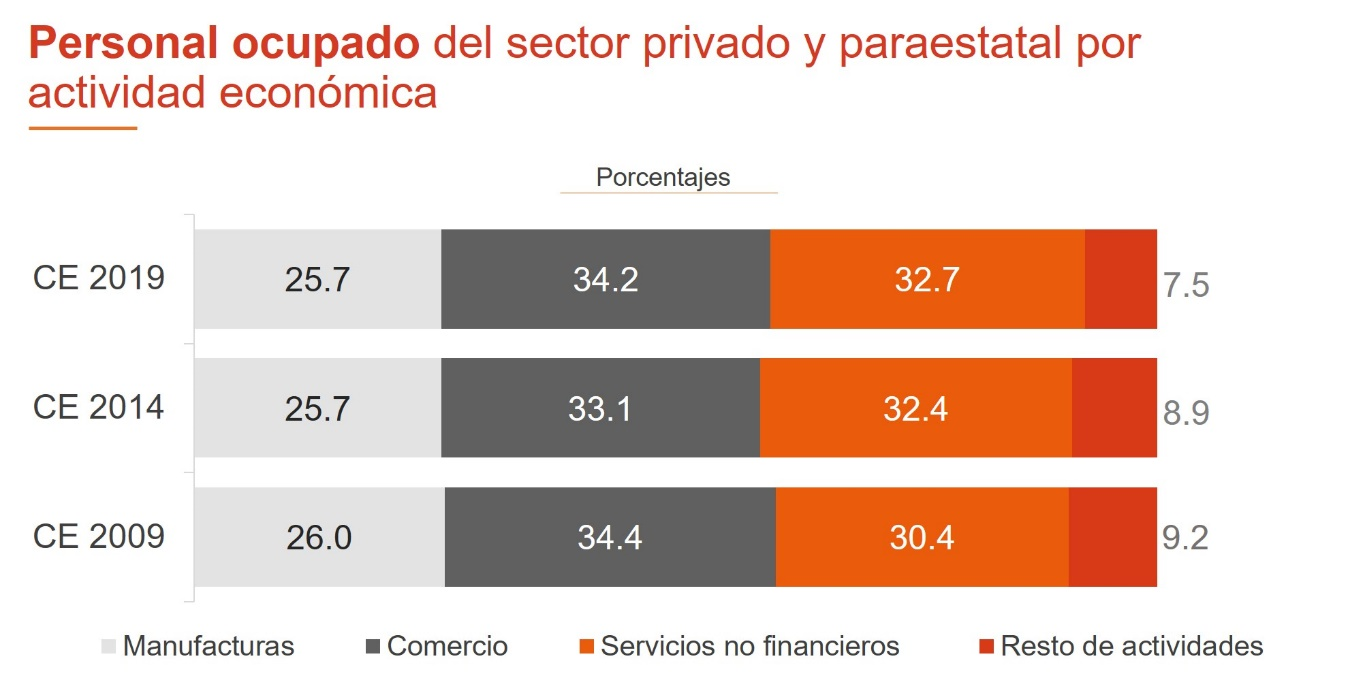 Personal ocupado del sector privado y paraestatal por
actividad económica
Porcentajes
CE 2019 25.7 34.2 32.7 7.5
CE 2014 25.7 33.1 32.4 8.9
CE 2009 26.0 34.4 30.4 9.2
Manufacturas Comercio Servicios no financieros Resto de actividades